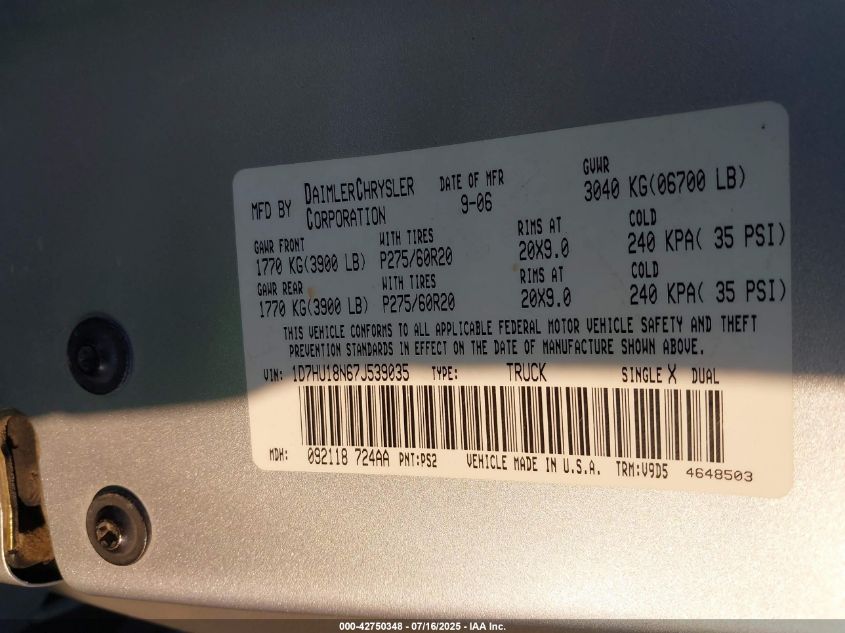 MFD BY DAIMLERCHRYSLER CORPORATION DATE OF MFR 9-06 GVWR 3040 KG(06700 LB)
GAWR FRONT WITH TIRES RIMS AT COLD
1770 KG(3900 LB) P275/60R20 20X9.0 240 KPA( 35 PSI)
GAWR REAR WITH TIRES RIMS AT COLD
1770 KG(3900 LB) P275/60R20 20X9.0 240 KPA( 35 PSI)
THIS VEHICLE CONFORMS TO ALL APPLICABLE FEDERAL MOTOR VEHICLE SAFETY AND THEFT
PREVENTION STANDARDS IN EFFECT ON THE DATE OF MANUFACTURE SHOWN ABOVE.
VIN: 1D7HU18N67J539035 TYPE: TRUCK SINGLE X DUAL
MDH: 092118 724AA PNT:PS2 VEHICLE MADE IN U.S.A. TRM:V9D5 4648503
000-42750348 - 07/16/2025 - IAA Inc.